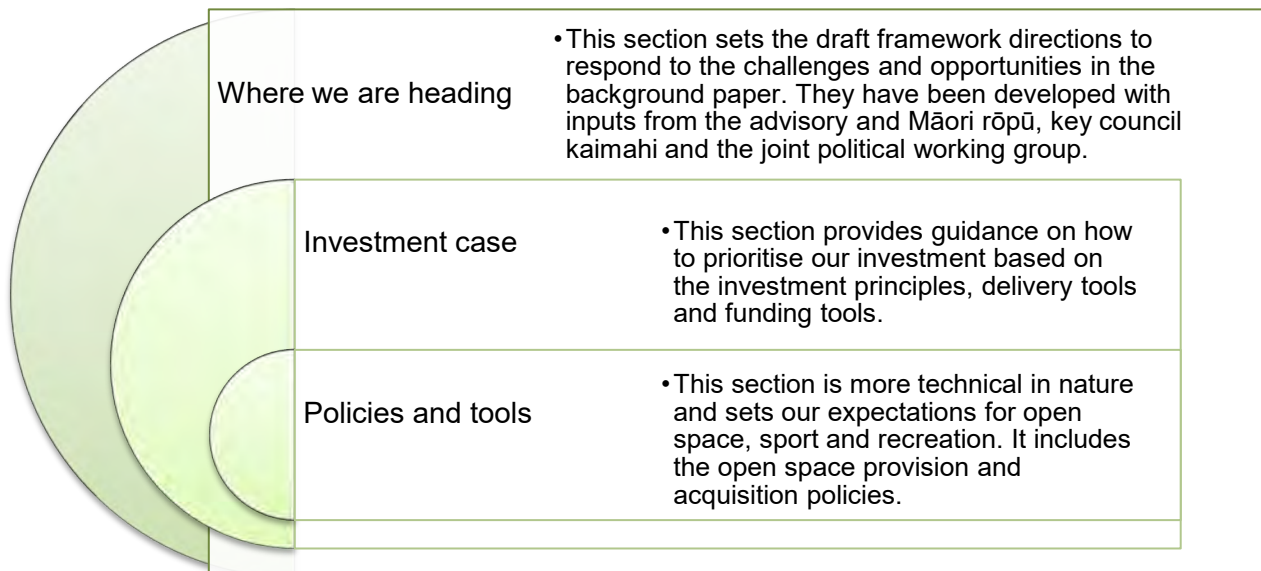 Where we are heading
•This section sets the draft framework directions to
respond to the challenges and opportunities in the
background paper. They have been developed with
inputs from the advisory and Māori rōpū, key council
kaimahi and the joint political working group.
Investment case
•This section provides guidance on how
to prioritise our investment based on
the investment principles, delivery tools
and funding tools.
Policies and tools
•This section is more technical in nature
and sets our expectations for open
space, sport and recreation. It includes
the open space provision and
acquisition policies.